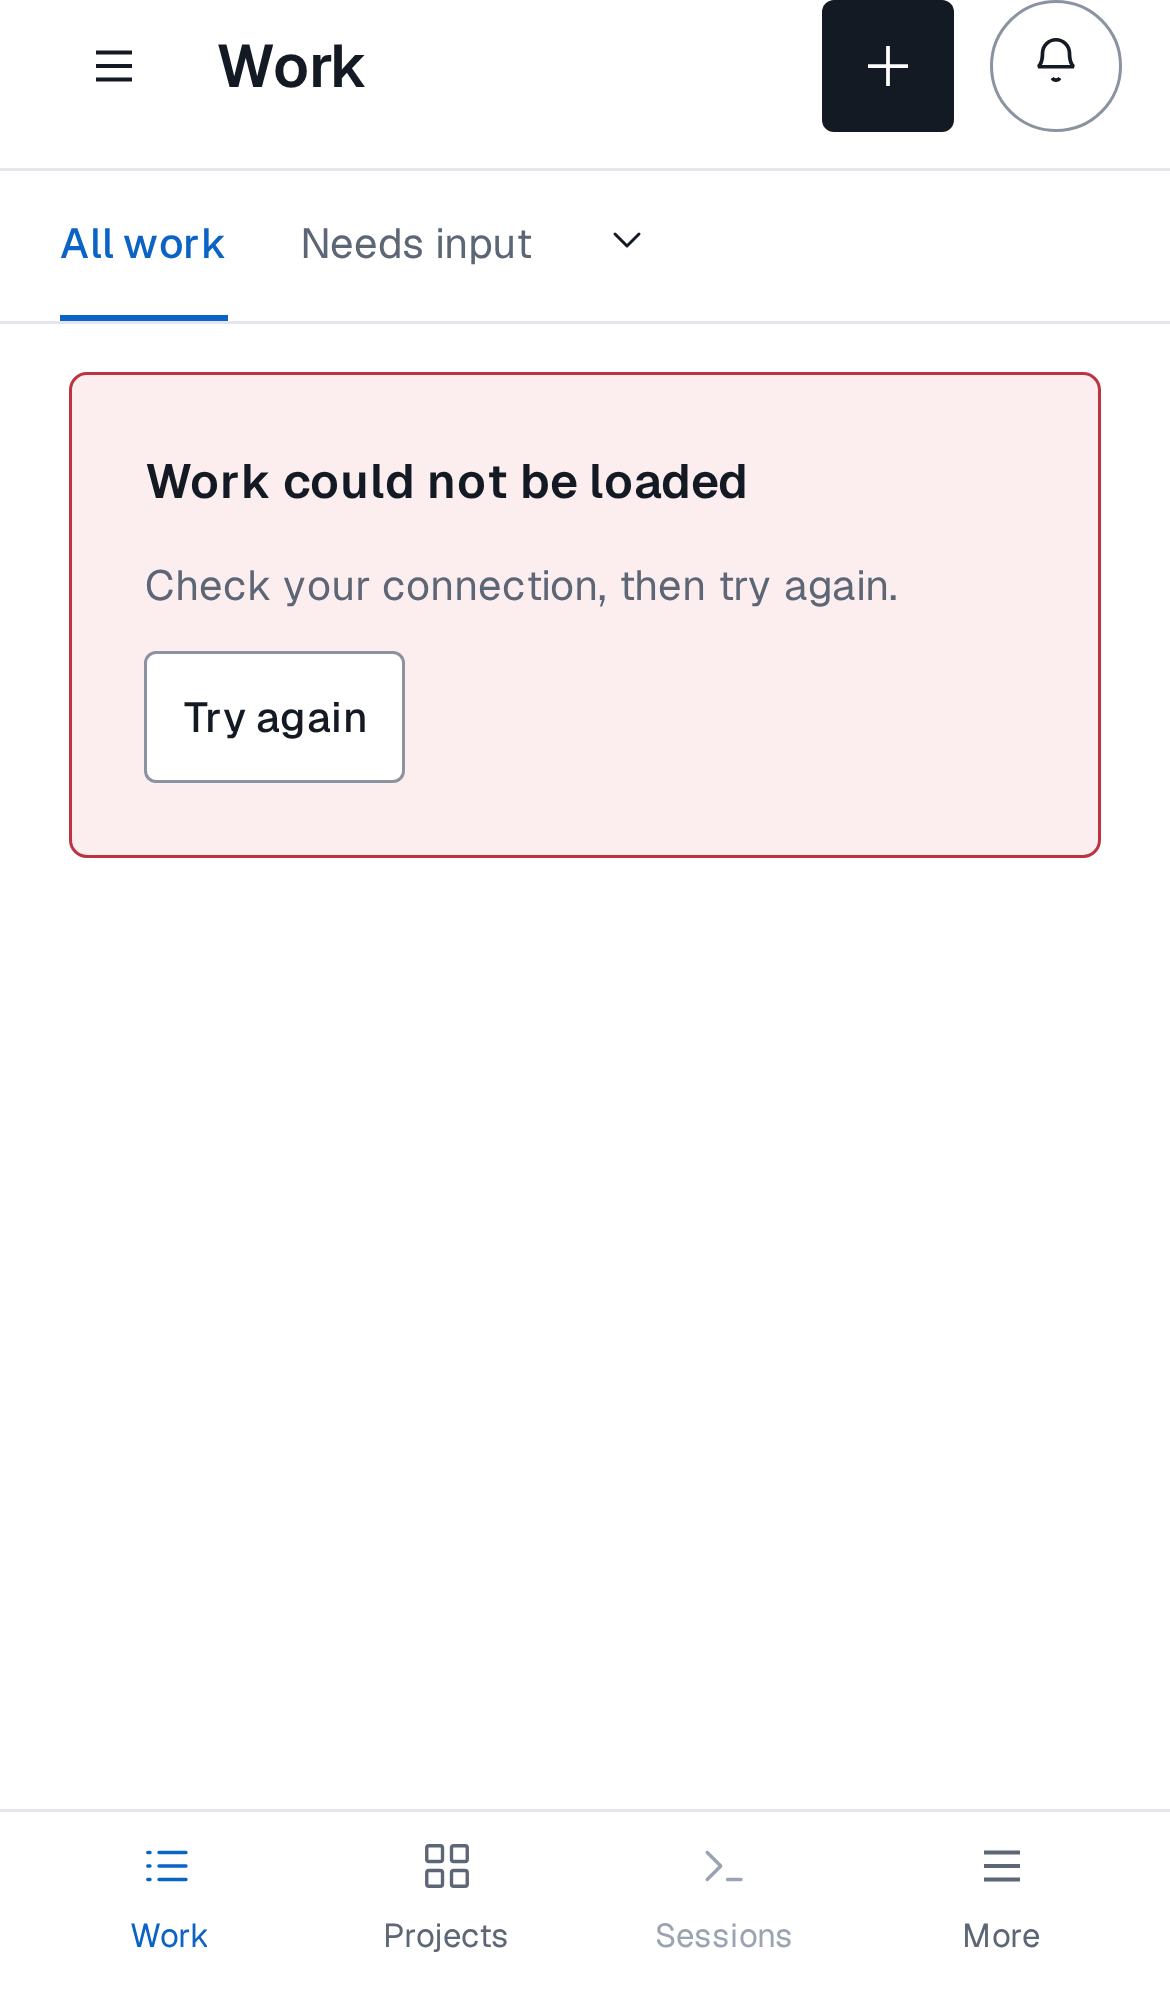 Work
All work
Needs input
Work could not be loaded
Check your connection, then try again.
Try again
Work
Projects
Sessions
More